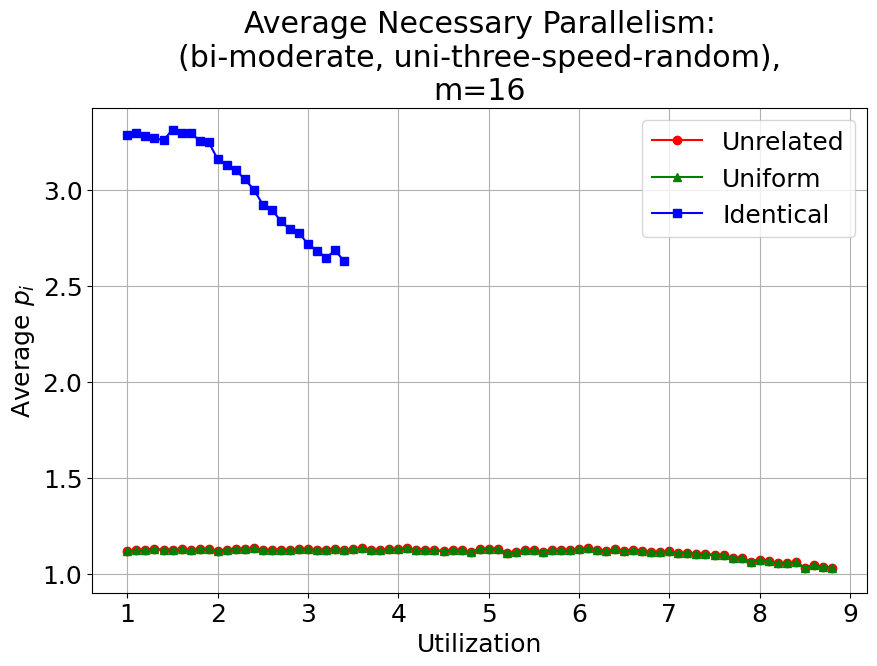 Average Necessary Parallelism:
(bi-moderate, uni-three-speed-random),
m=16
Unrelated
Uniform
Identical
Average $p_i$
3.0
2.5
2.0
1.5
1.0
1 2 3 4 5 6 7 8 9
Utilization